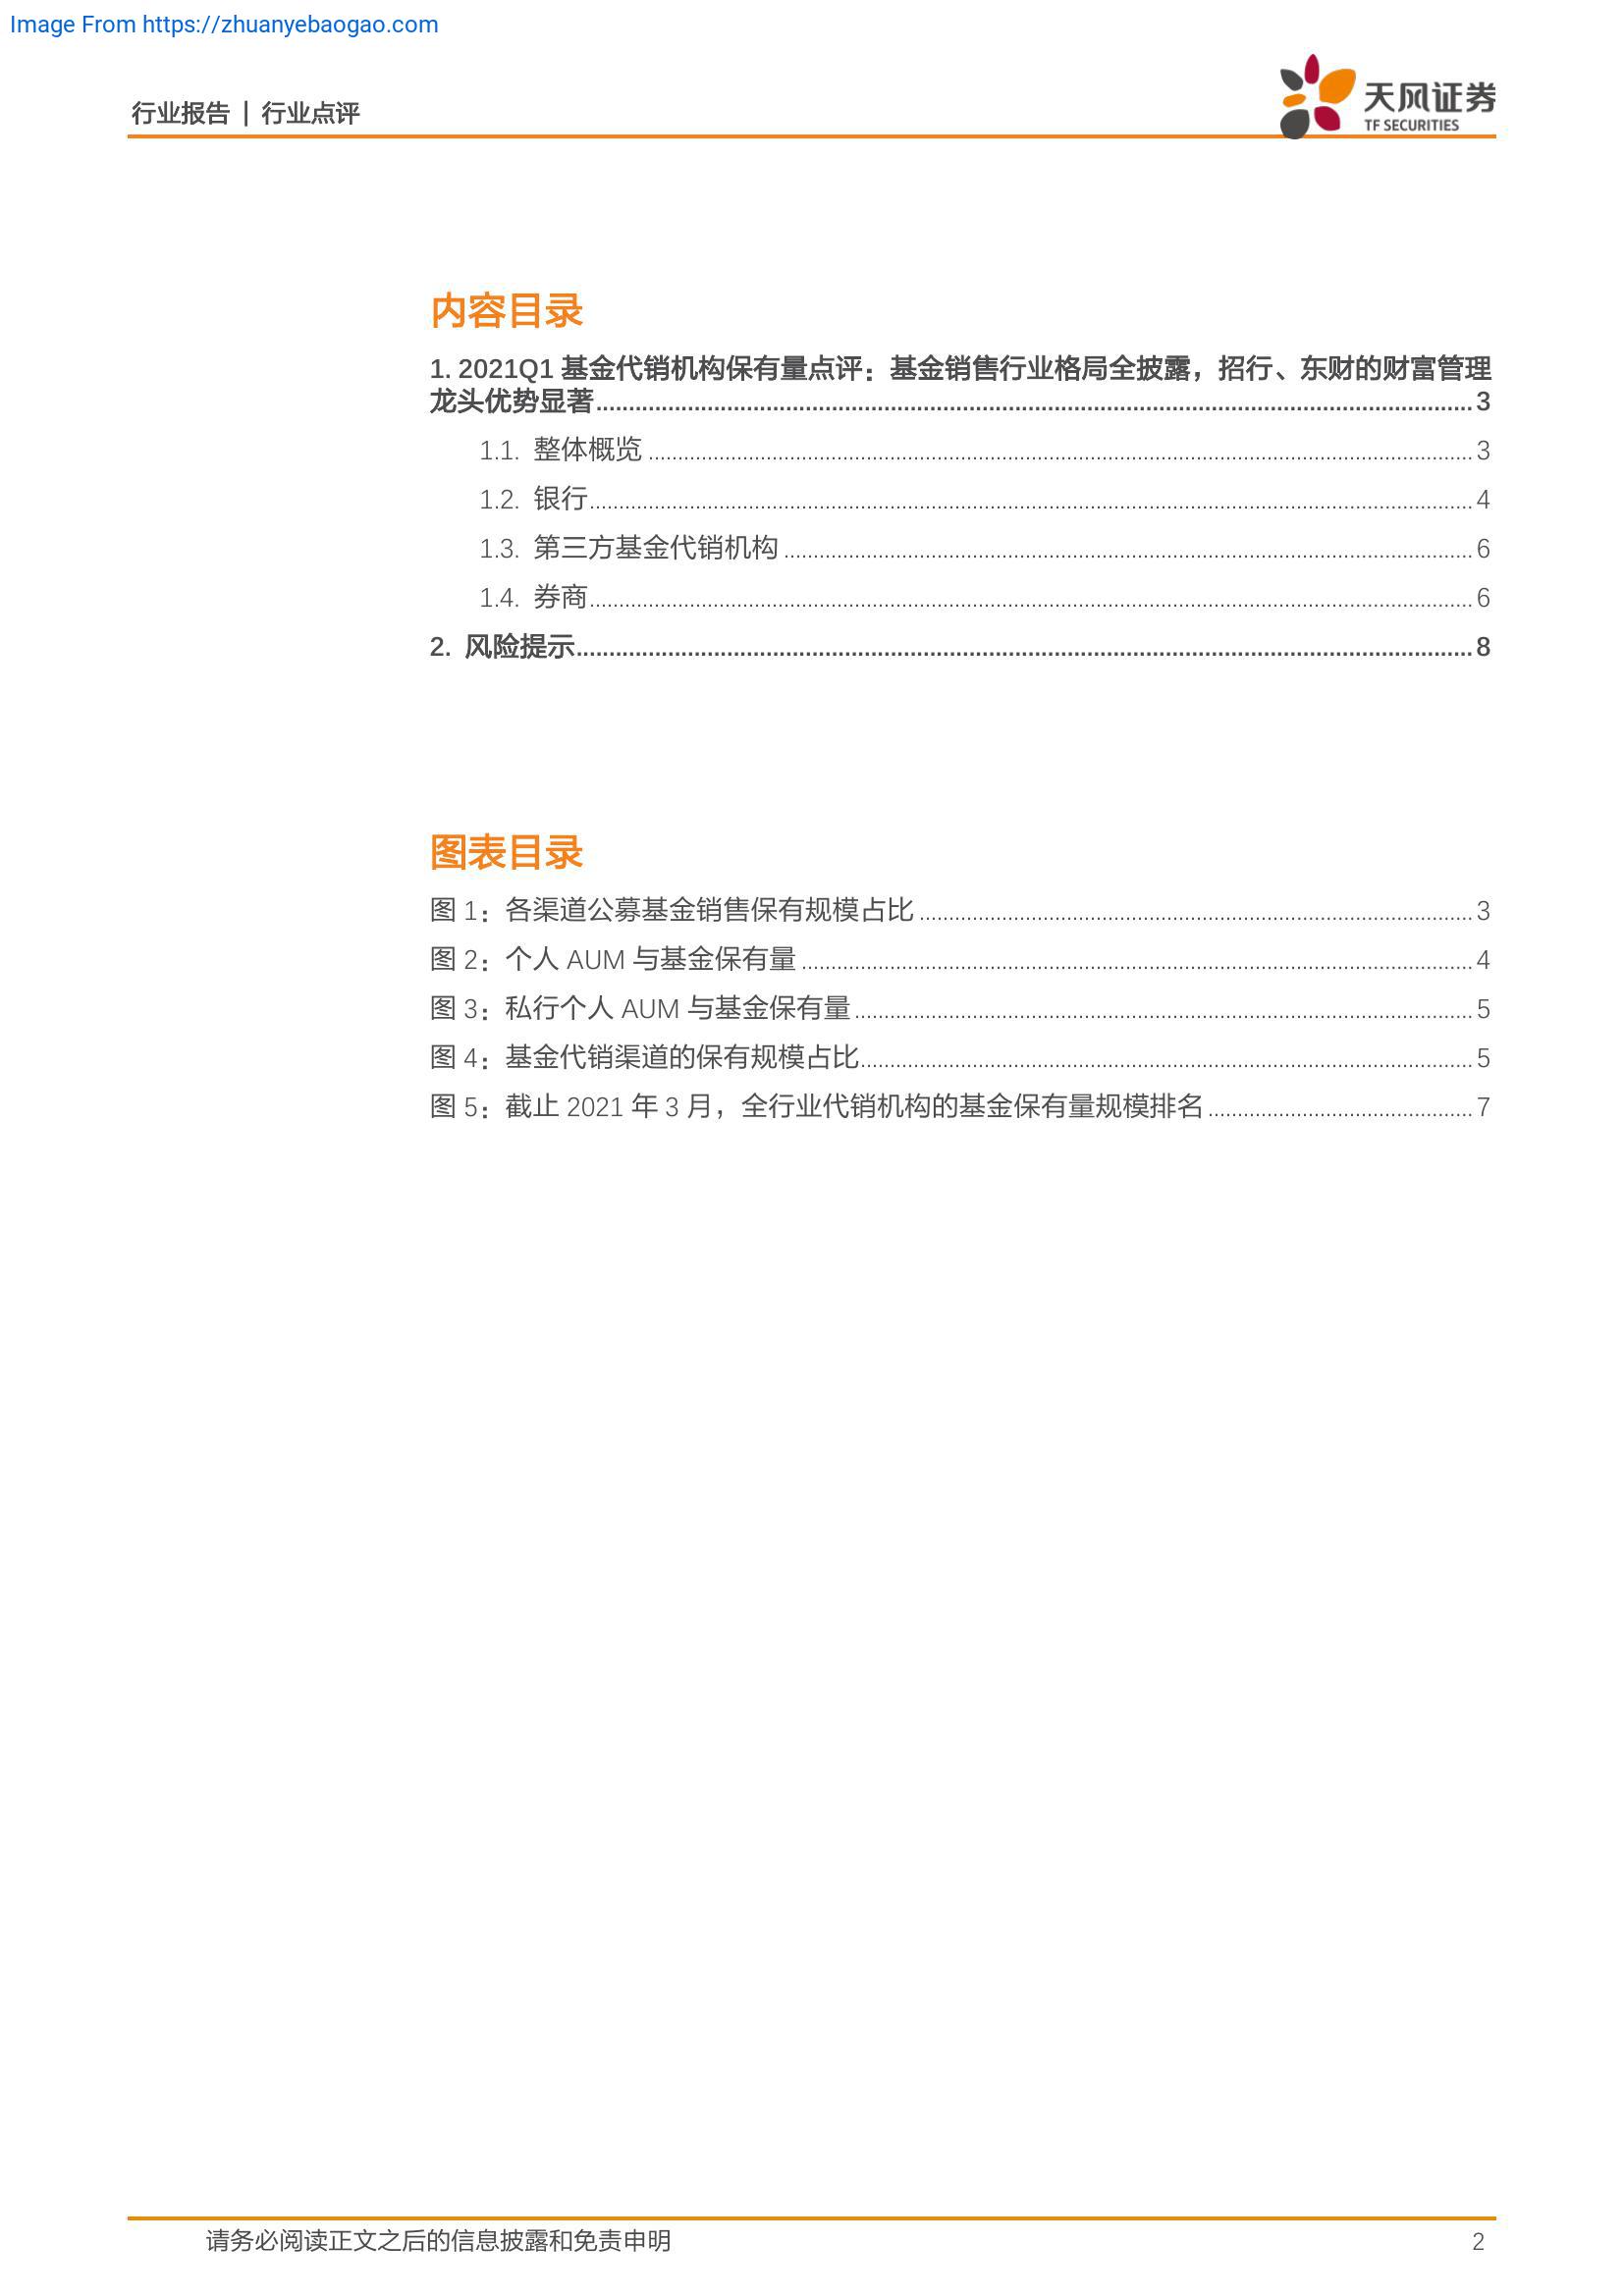 Image From https://zhuanyebaogao.com
行业报告 | 行业点评
天风证券
TF SECURITIES
内容目录
1. 2021Q1 基金代销机构保有量点评：基金销售行业格局全披露，招行、东财的财富管理
龙头优势显著 3
1.1. 整体概览 3
1.2. 银行 4
1.3. 第三方基金代销机构 6
1.4. 券商 6
2. 风险提示 8
图表目录
图 1：各渠道公募基金销售保有规模占比 3
图 2：个人 AUM 与基金保有量 4
图 3：私行个人 AUM 与基金保有量 5
图 4：基金代销渠道的保有规模占比 5
图 5：截止 2021 年 3 月，全行业代销机构的基金保有量规模排名 7
请务必阅读正文之后的信息披露和免责申明 2